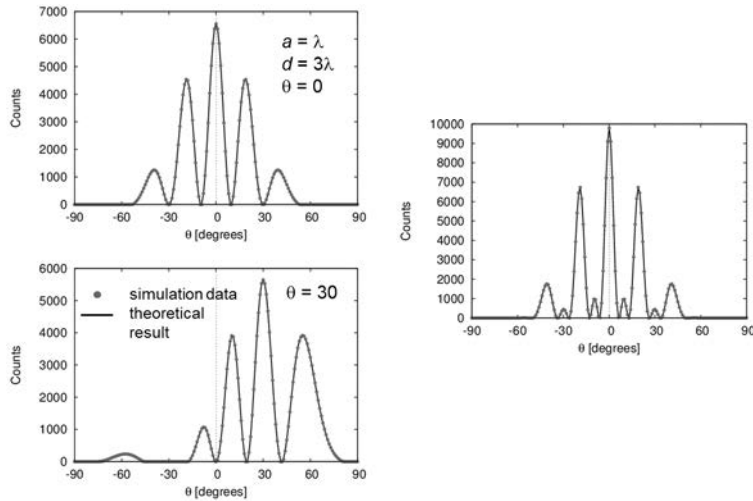 7000
6000
5000
4000
3000
2000
1000
0
Counts
a = λ
d = 3λ
θ = 0
-90 -60 -30 0 30 60 90
θ [degrees]
6000
5000
4000
3000
2000
1000
0
Counts
simulation data
theoretical
result
θ = 30
-90 -60 -30 0 30 60 90
θ [degrees]
10000
9000
8000
7000
6000
5000
4000
3000
2000
1000
0
Counts
-90 -60 -30 0 30 60 90
θ [degrees]